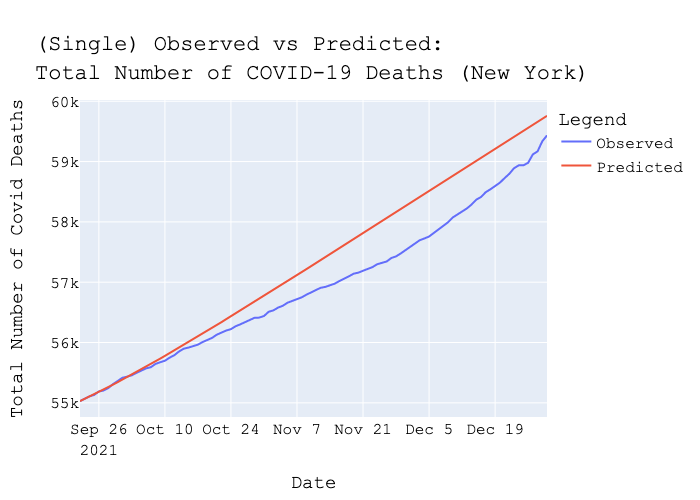 (Single) Observed vs Predicted:
Total Number of COVID-19 Deaths (New York)
Total Number of Covid Deaths
60k
59k
58k
57k
56k
55k
Sep 26 Oct 10 Oct 24 Nov 7 Nov 21 Dec 5 Dec 19
2021
Date
Legend
Observed
Predicted